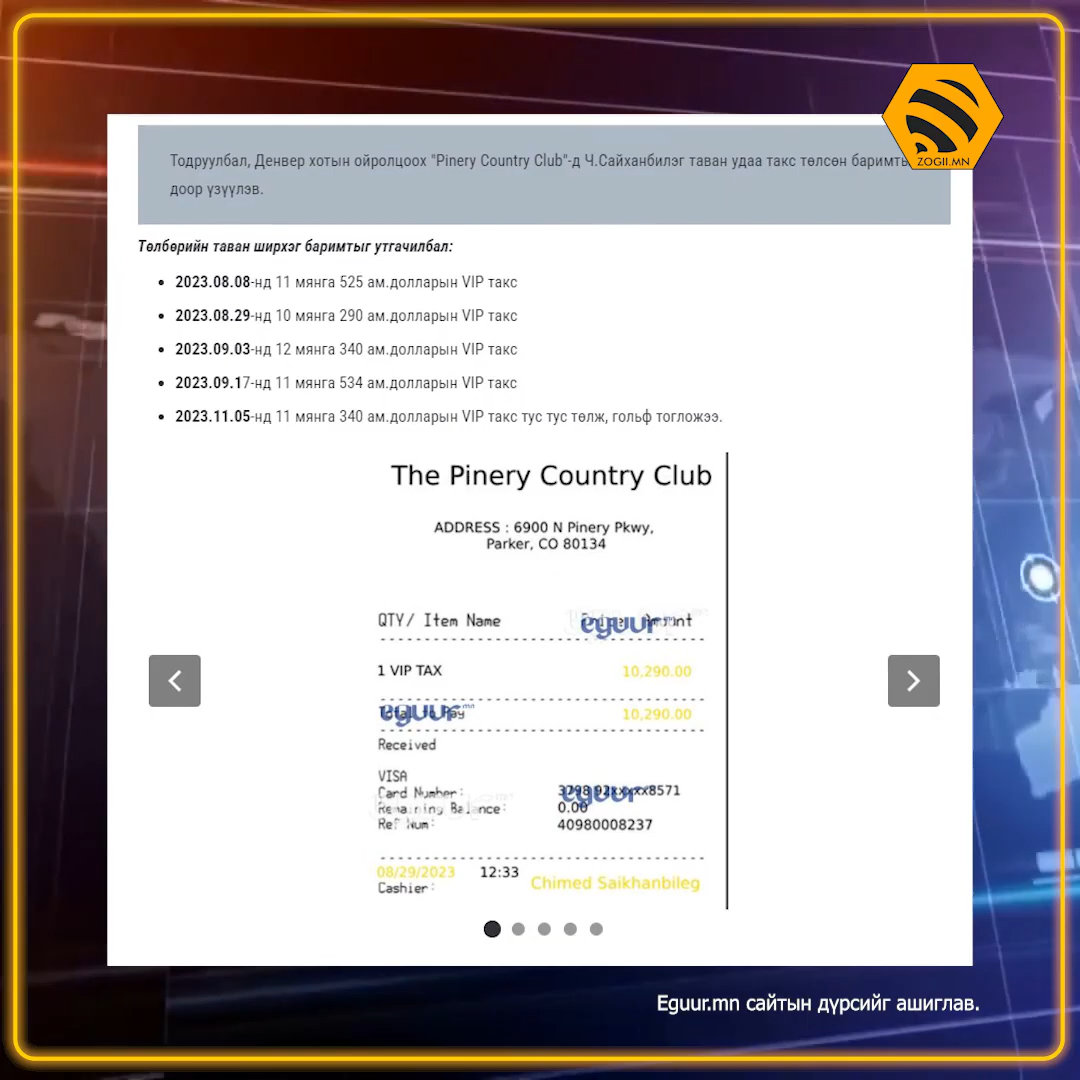 ZOGII.MN
Тодруулбал, Денвер хотын ойролцоох "Pinery Country Club"-д Ч.Сайханбилэг таван удаа такс төлсөн
доор үзүүлэв.
Төлбөрийн таван ширхэг баримтыг утгачилбал:
• 2023.08.08-нд 11 мянга 525 ам.долларын VIP такс
• 2023.08.29-нд 10 мянга 290 ам.долларын VIP такс
• 2023.09.03-нд 12 мянга 340 ам.долларын VIP такс
• 2023.09.17-нд 11 мянга 534 ам.долларын VIP такс
• 2023.11.05-нд 11 мянга 340 ам.долларын VIP такс тус тус төлж, гольф тогложээ.
The Pinery Country Club
ADDRESS : 6900 N Pinery Pkwy,
Parker, CO 80134
QTY/ Item Name
eguur.mn
1 VIP TAX 10,290.00
Total to Pay 10,290.00
eguur.mn
Received
VISA
Card Number: 3798 92xxxxx8571
eguur
Remaining Balance: 0.00
Ref Num: 40980008237
08/29/2023 12:33
Cashier: Chimed Saikhanbileg
Eguur.mn сайтын дүрсийг ашиглав.